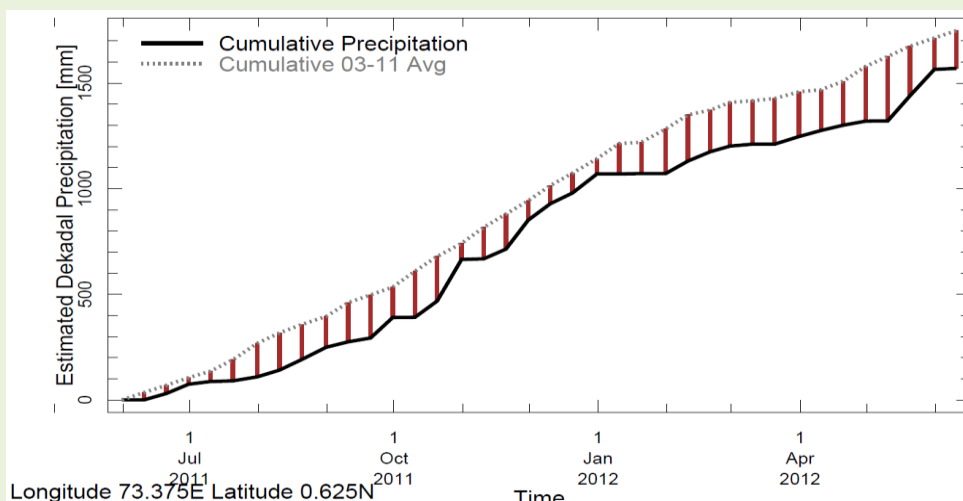 Estimated Dekadal Precipitation [mm]
0
500
1000
1500
Cumulative Precipitation
Cumulative 03-11 Avg
1 1 1 1
Jul Oct Jan Apr
2011 2011 2012 2012
Longitude 73.375E Latitude 0.625N
Time